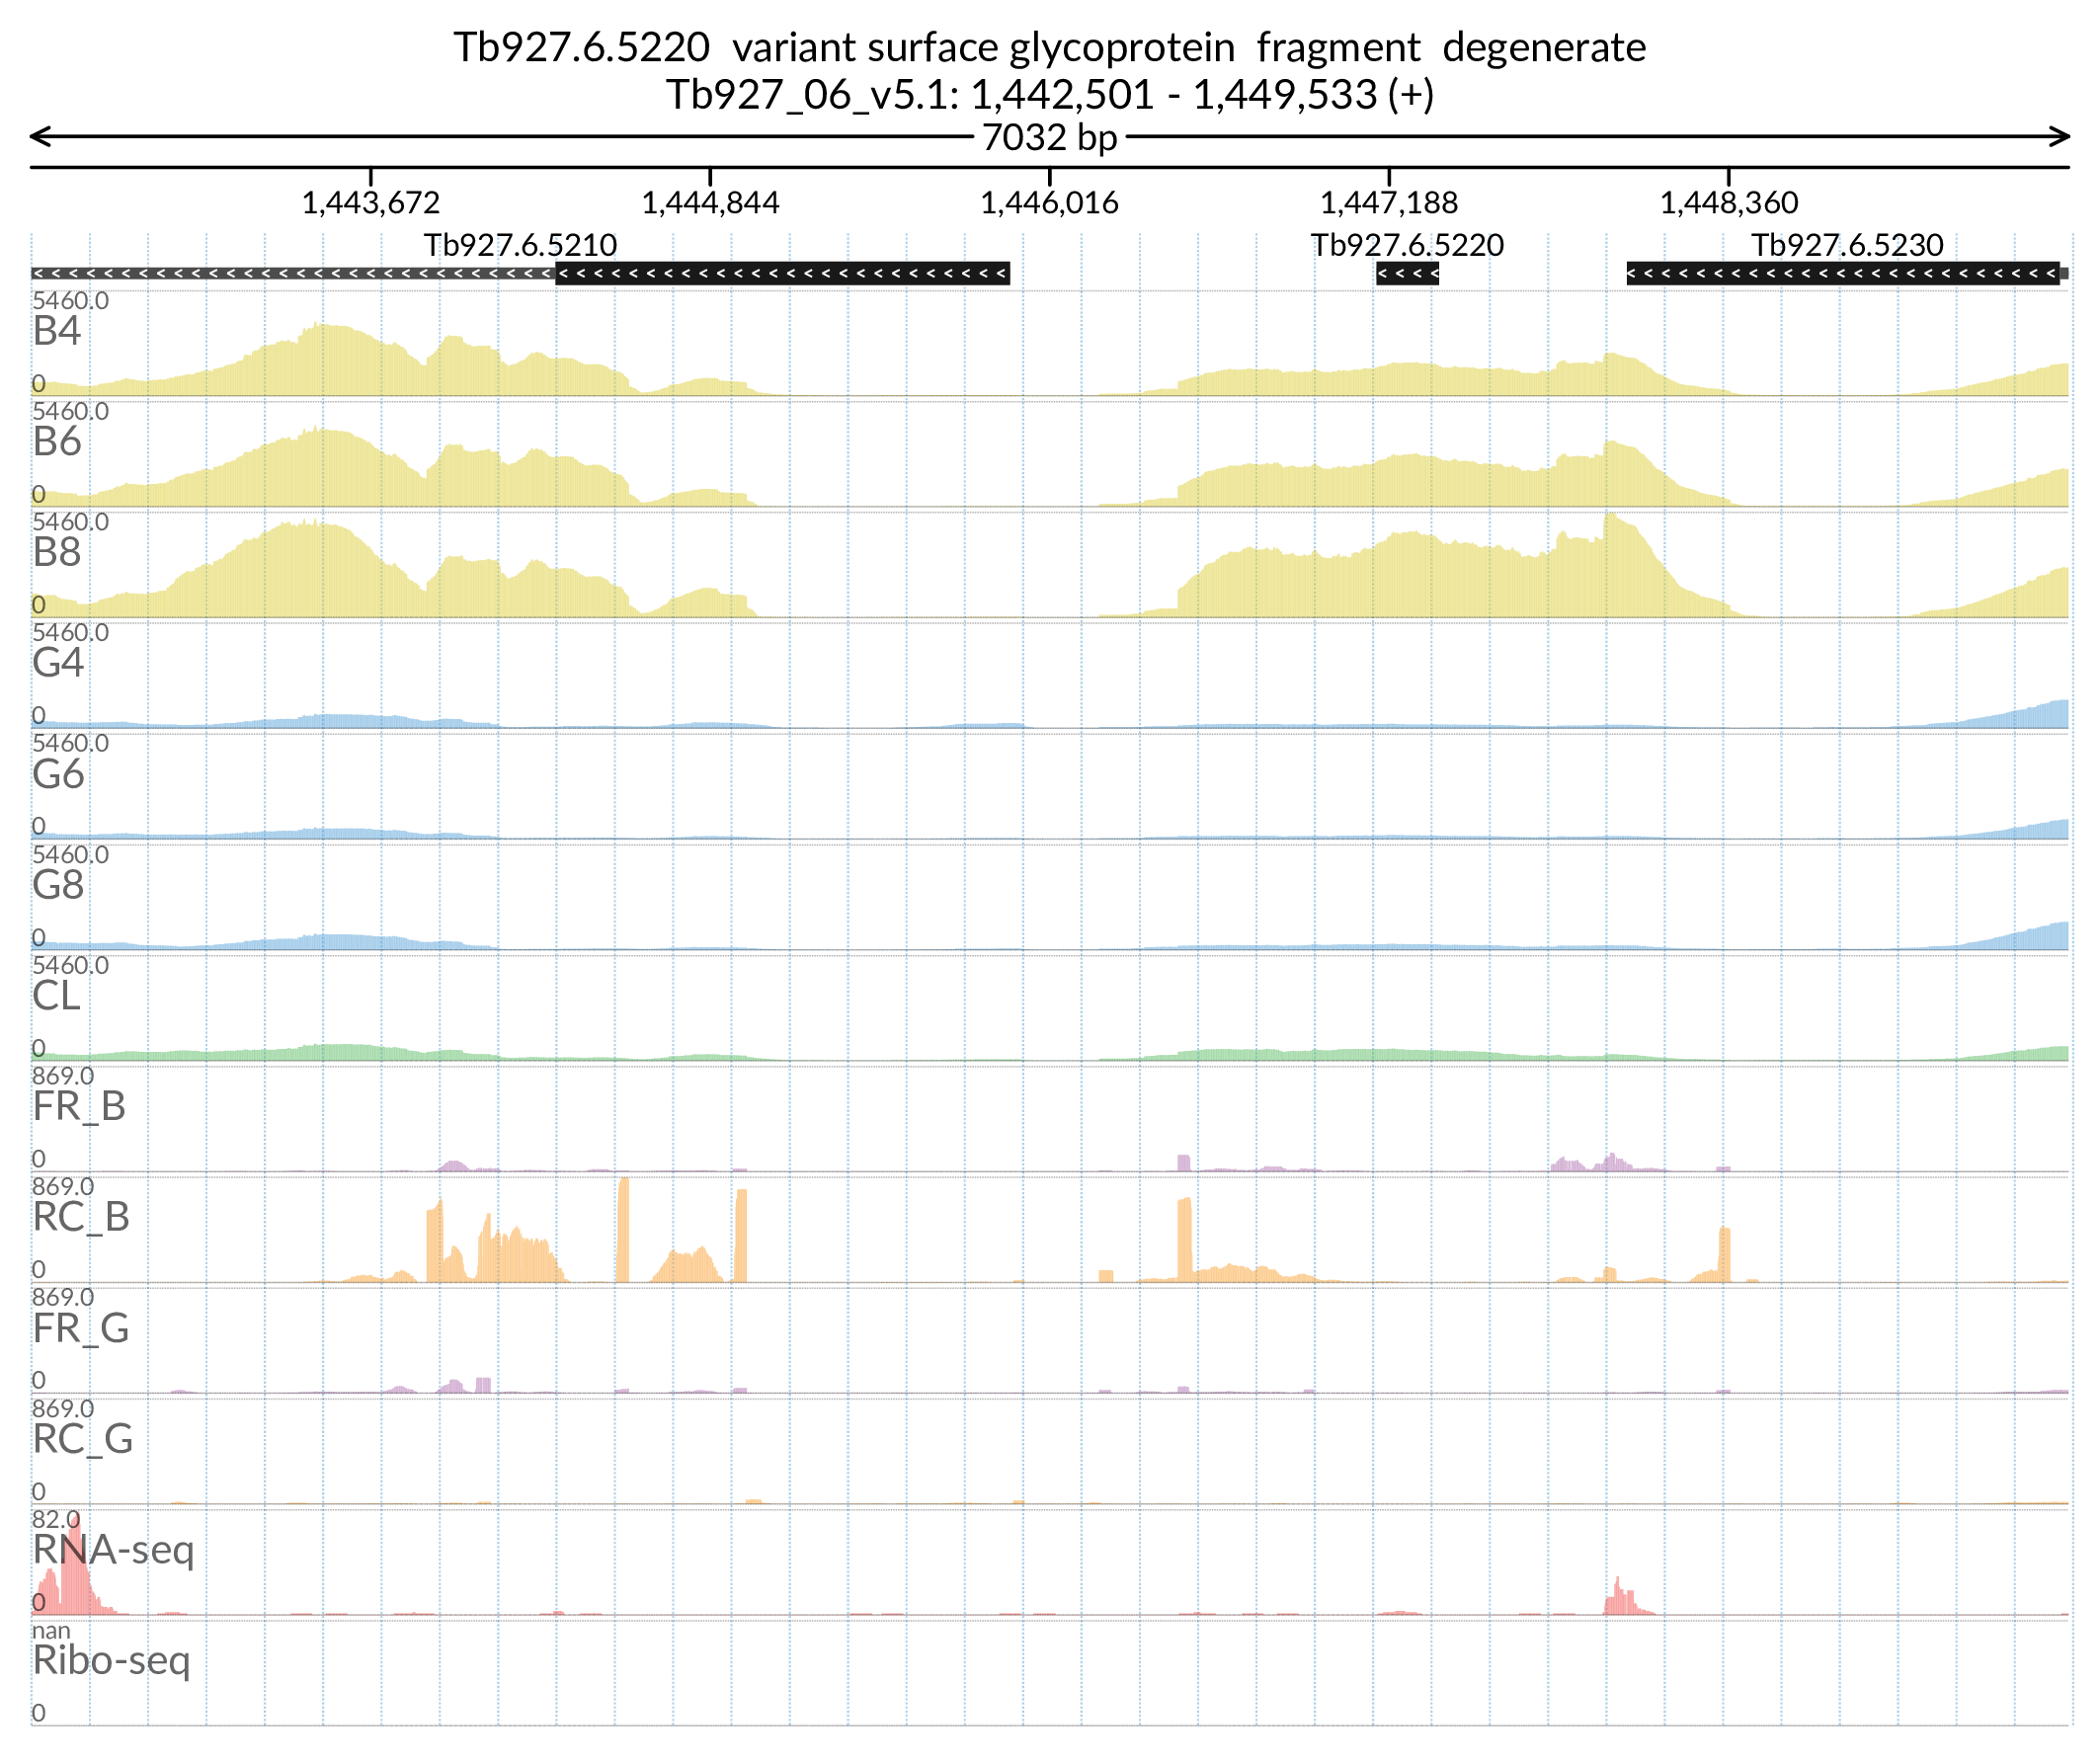 Tb927.6.5220 variant surface glycoprotein fragment degenerate
Tb927_06_v5.1: 1,442,501 - 1,449,533 (+)
7032 bp
1,443,672 1,444,844 1,446,016 1,447,188 1,448,360
Tb927.6.5210 Tb927.6.5220 Tb927.6.5230
5460.0
B4
0
5460.0
B6
0
5460.0
B8
0
5460.0
G4
0
5460.0
G6
0
5460.0
G8
0
5460.0
CL
0
869.0
FR_B
0
869.0
RC_B
0
869.0
FR_G
0
869.0
RC_G
0
82.0
RNA-seq
0
nan
Ribo-seq
0